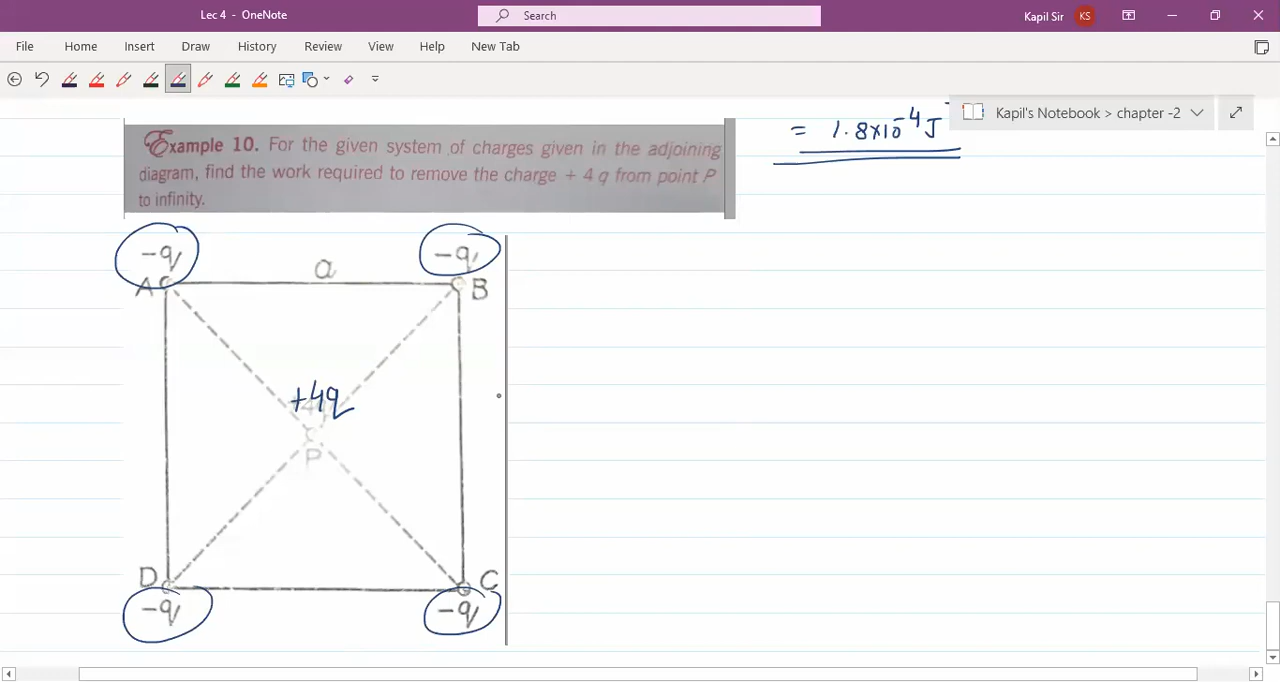 Lec 4 - OneNote
Search
Kapil Sir KS
File Home Insert Draw History Review View Help New Tab
Kapil's Notebook > chapter -2
= 1.8×10⁻⁴ J
Example 10. For the given system of charges given in the adjoining
diagram, find the work required to remove the charge + 4 q from point P
to infinity.
-q -q
a
A B
+4q
P
D C
-q -q